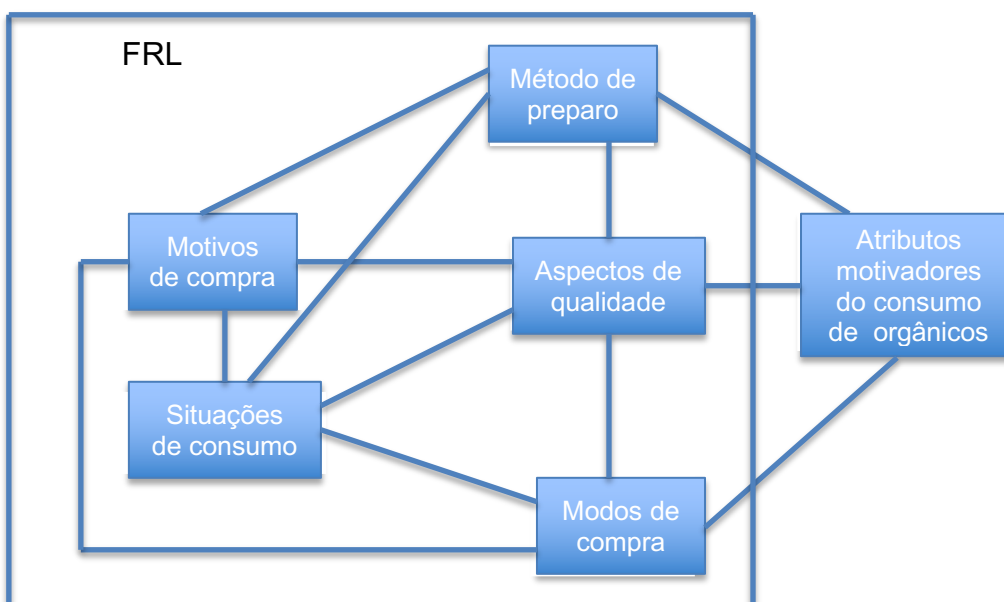 FRL
Método de
preparo
Motivos
de compra
Aspectos de
qualidade
Atributos
motivadores
do consumo
de orgânicos
Situações
de consumo
Modos de
compra